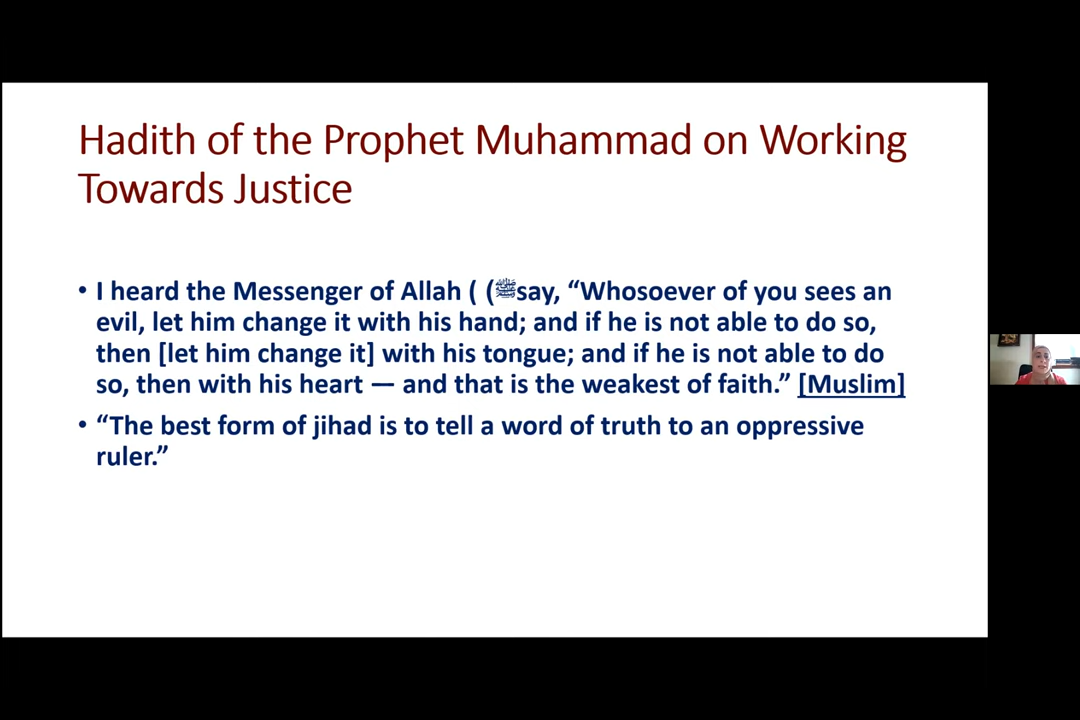 Hadith of the Prophet Muhammad on Working
Towards Justice
• I heard the Messenger of Allah ( (ﷺsay, “Whosoever of you sees an
evil, let him change it with his hand; and if he is not able to do so,
then [let him change it] with his tongue; and if he is not able to do
so, then with his heart — and that is the weakest of faith.” [Muslim]
• “The best form of jihad is to tell a word of truth to an oppressive
ruler.”